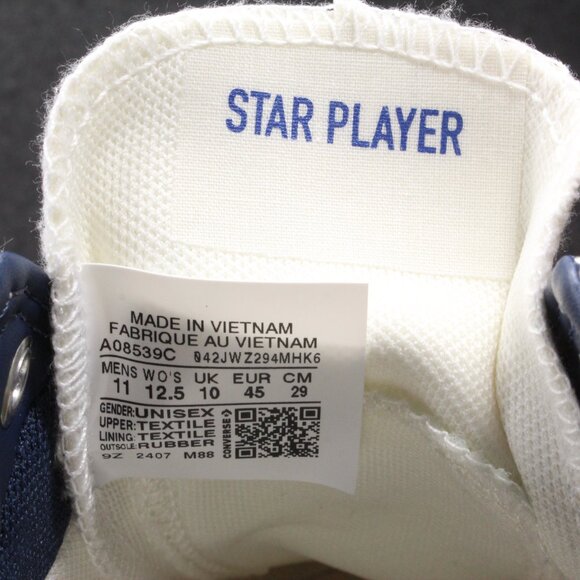 STAR PLAYER
MADE IN VIETNAM
FABRIQUE AU VIETNAM
A08539C 042JWZ294MHK6
MENS WO'S UK EUR CM
11 12.5 10 45 29
GENDER:UNISEX
UPPER:TEXTILE
LINING:TEXTILE
OUTSOLE:RUBBER
9Z 2407 M88
CONVERSE